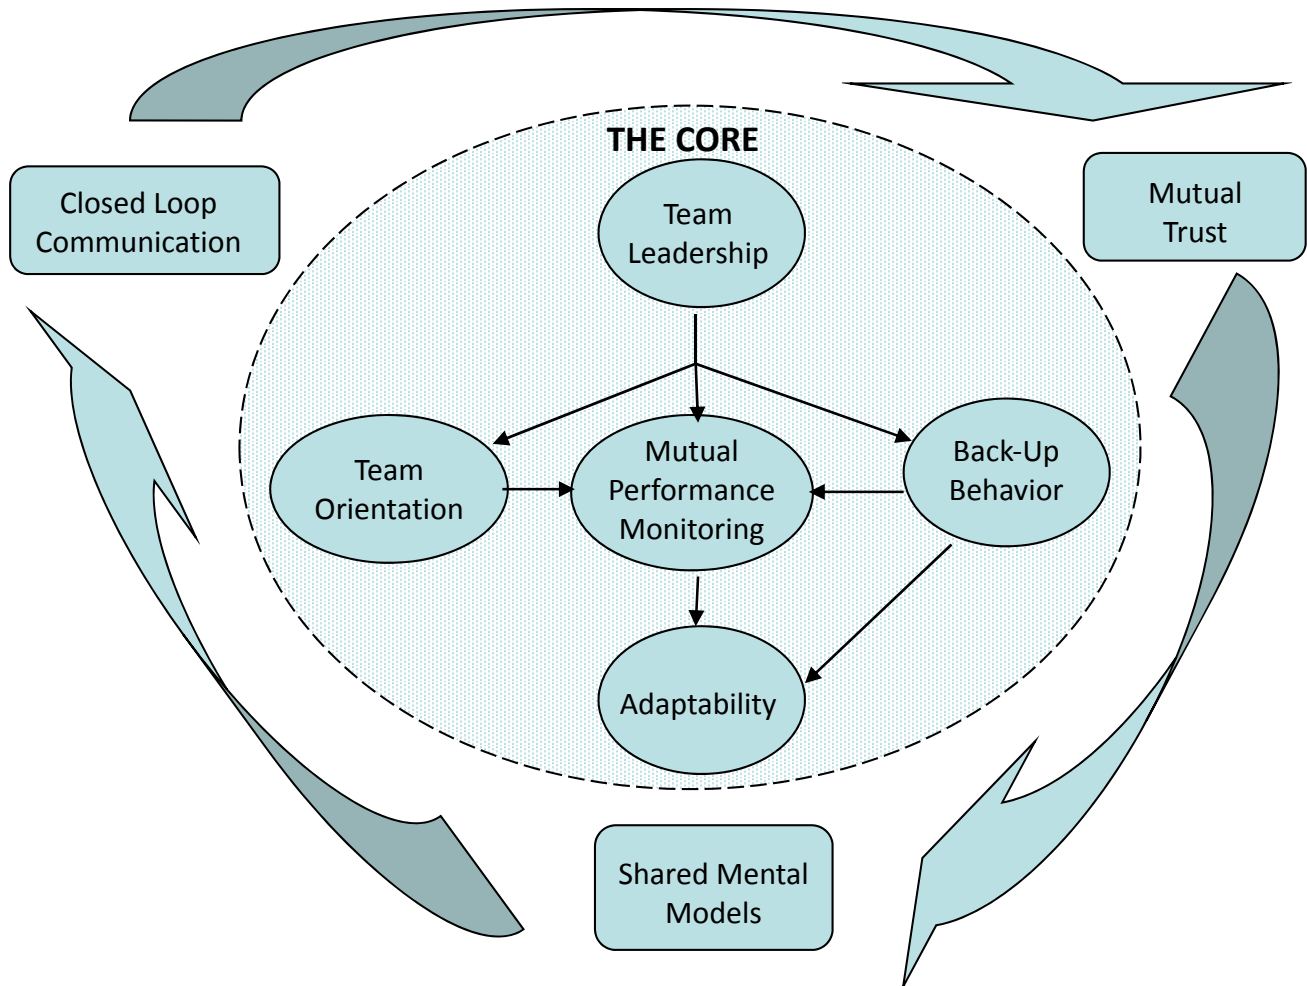 THE CORE
Closed Loop
Communication
Team
Leadership
Mutual
Trust
Team
Orientation
Mutual
Performance
Monitoring
Back-Up
Behavior
Adaptability
Shared Mental
Models